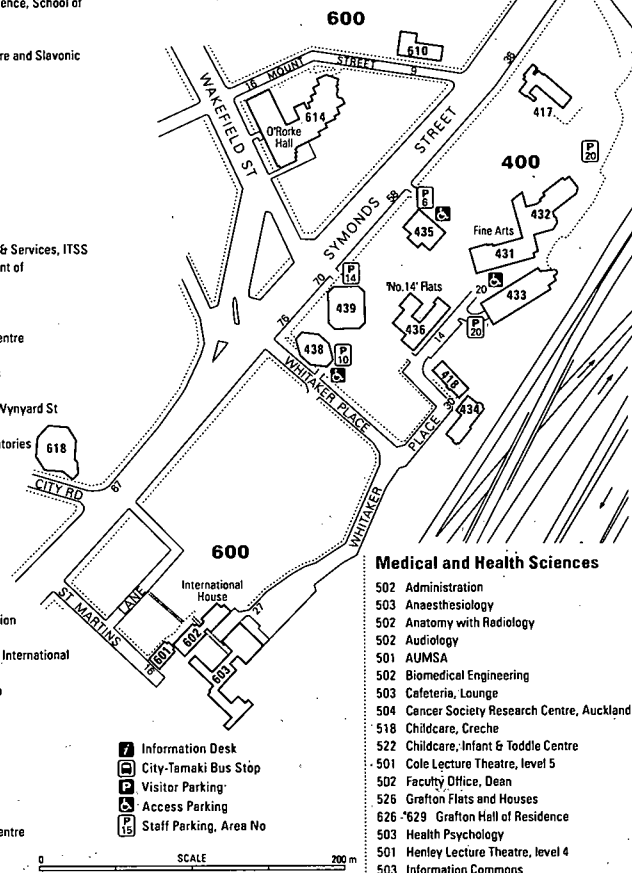 ence, School of
re and Slavonic
& Services, ITSS
nt of
entre
Wynyard St
atories
ion
International
entre
600
610
36
16 MOUNT STREET 9
WAKEFIELD ST
614
O'Rorke
Hall
SYMONDS STREET
417
P
20
400
58
P
6
435
432
Fine Arts
431
433
20
P
20
70
P
14
439
'No.14' Flats
436
14
76
438
P
10
WHITAKER PLACE
418
30
434
WHITAKER PLACE
618
CITY RD
67
600
International
House
27
ST MARTINS LANE
601
602
603
6
i Information Desk
City-Tamaki Bus Stop
P Visitor Parking
Access Parking
P
15 Staff Parking, Area No
0 SCALE 200 m
Medical and Health Sciences
502 Administration
503 Anaesthesiology
502 Anatomy with Radiology
502 Audiology
501 AUMSA
502 Biomedical Engineering
503 Cafeteria, Lounge
504 Cancer Society Research Centre, Auckland
518 Childcare, Creche
522 Childcare, Infant & Toddle Centre
501 Cole Lecture Theatre, level 5
502 Faculty Office, Dean
526 Grafton Flats and Houses
626 - 629 Grafton Hall of Residence
503 Health Psychology
501 Henley Lecture Theatre, level 4
503 Information Commons